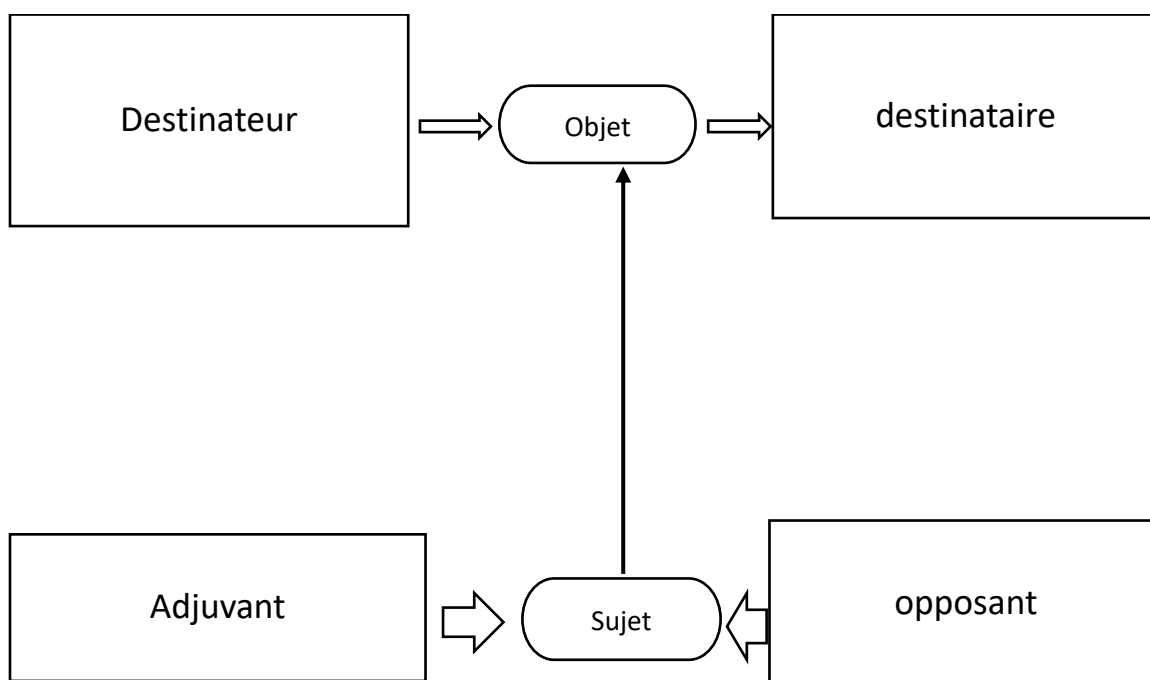 Destinateur
Objet
destinataire
Adjuvant
Sujet
opposant